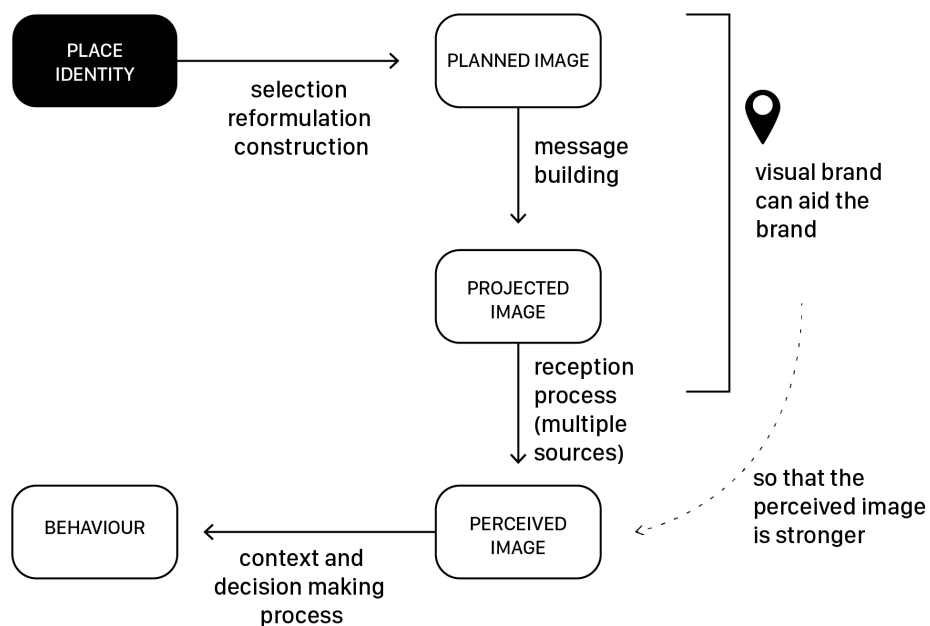 PLACE
IDENTITY
selection
reformulation
construction
PLANNED IMAGE
message
building
visual brand
can aid the
brand
PROJECTED
IMAGE
reception
process
(multiple
sources)
so that the
perceived image
is stronger
PERCEIVED
IMAGE
context and
decision making
process
BEHAVIOUR